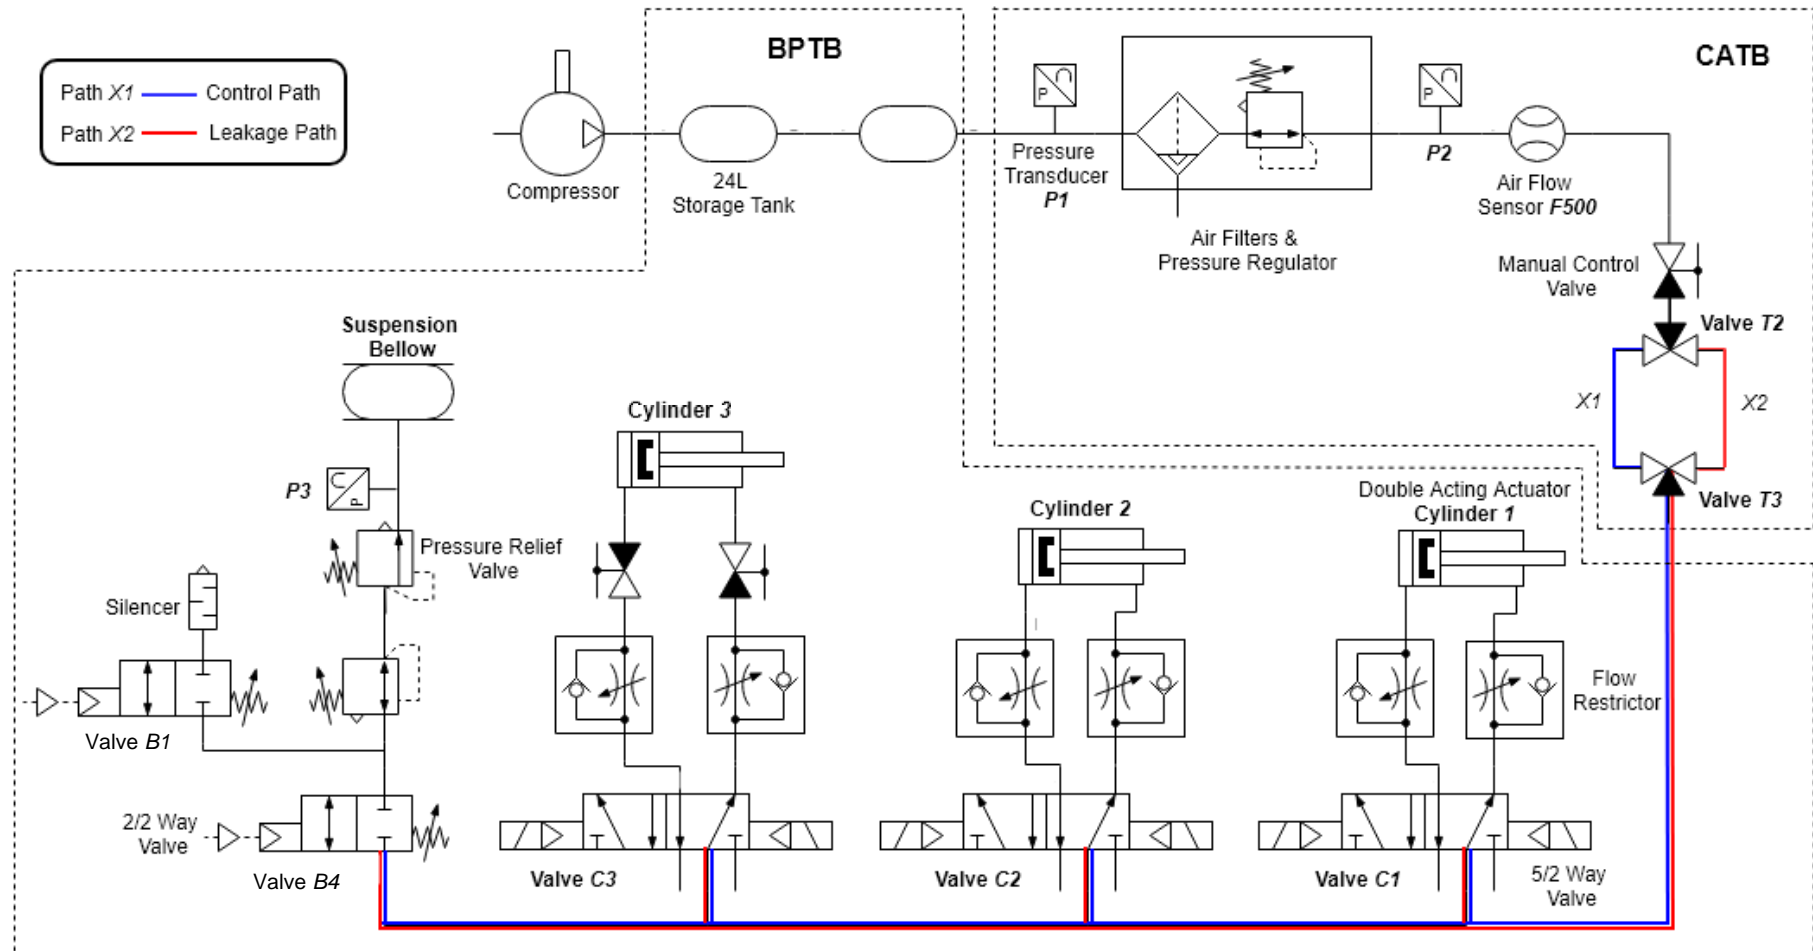 BPTB
CATB
Path X1
Control Path
Path X2
Leakage Path
Compressor
24L
Storage Tank
P
Pressure
Transducer
P1
Air Filters &
Pressure Regulator
P
P2
Air Flow
Sensor F500
Manual Control
Valve
Valve T2
X1
X2
Valve T3
Suspension
Bellow
P3
P
Pressure Relief
Valve
Silencer
Valve B1
2/2 Way
Valve
Valve B4
Cylinder 3
Valve C3
Cylinder 2
Valve C2
Double Acting Actuator
Cylinder 1
Flow
Restrictor
Valve C1
5/2 Way
Valve